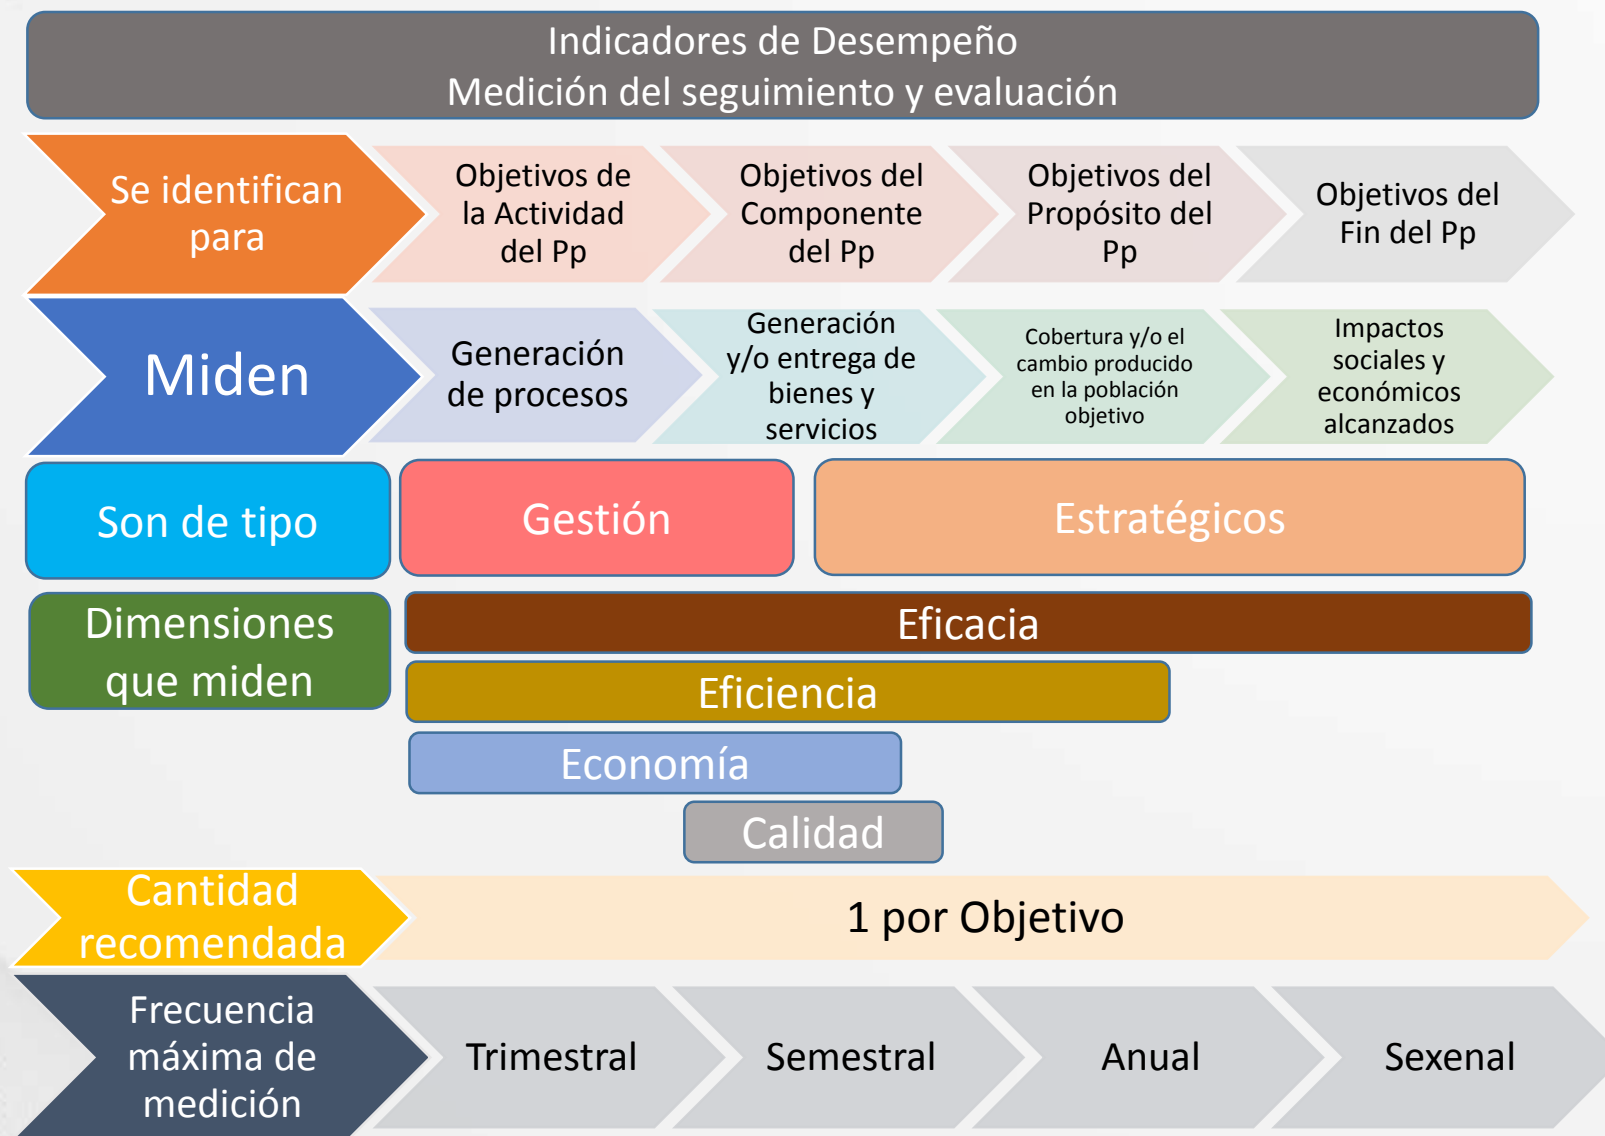 Indicadores de Desempeño
Medición del seguimiento y evaluación
Se identifican
para
Objetivos de
la Actividad
del Pp
Objetivos del
Componente
del Pp
Objetivos del
Propósito del
Pp
Objetivos del
Fin del Pp
Miden
Generación
de procesos
Generación
y/o entrega de
bienes y
servicios
Cobertura y/o el
cambio producido
en la población
objetivo
Impactos
sociales y
económicos
alcanzados
Son de tipo
Gestión
Estratégicos
Dimensiones
que miden
Eficacia
Eficiencia
Economía
Calidad
Cantidad
recomendada
1 por Objetivo
Frecuencia
máxima de
medición
Trimestral
Semestral
Anual
Sexenal